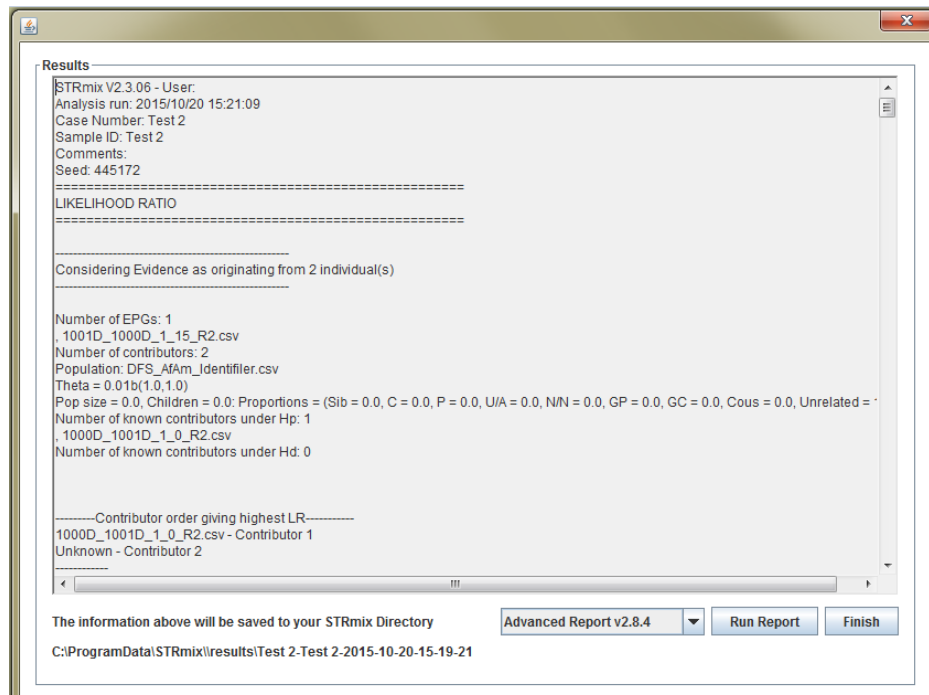 Results
STRmix V2.3.06 - User:
Analysis run: 2015/10/20 15:21:09
Case Number: Test 2
Sample ID: Test 2
Comments:
Seed: 445172
=======================================================
LIKELIHOOD RATIO
=======================================================
-----------------------------------------------------
Considering Evidence as originating from 2 individual(s)
-----------------------------------------------------
Number of EPGs: 1
, 1001D_1000D_1_15_R2.csv
Number of contributors: 2
Population: DFS_AfAm_Identifiler.csv
Theta = 0.01b(1.0,1.0)
Pop size = 0.0, Children = 0.0: Proportions = (Sib = 0.0, C = 0.0, P = 0.0, U/A = 0.0, N/N = 0.0, GP = 0.0, GC = 0.0, Cous = 0.0, Unrelated =
Number of known contributors under Hp: 1
, 1000D_1001D_1_0_R2.csv
Number of known contributors under Hd: 0
---------Contributor order giving highest LR-----------
1000D_1001D_1_0_R2.csv - Contributor 1
Unknown - Contributor 2
------------
The information above will be saved to your STRmix Directory
Advanced Report v2.8.4
Run Report
Finish
C:\ProgramData\STRmix\\results\Test 2-Test 2-2015-10-20-15-19-21